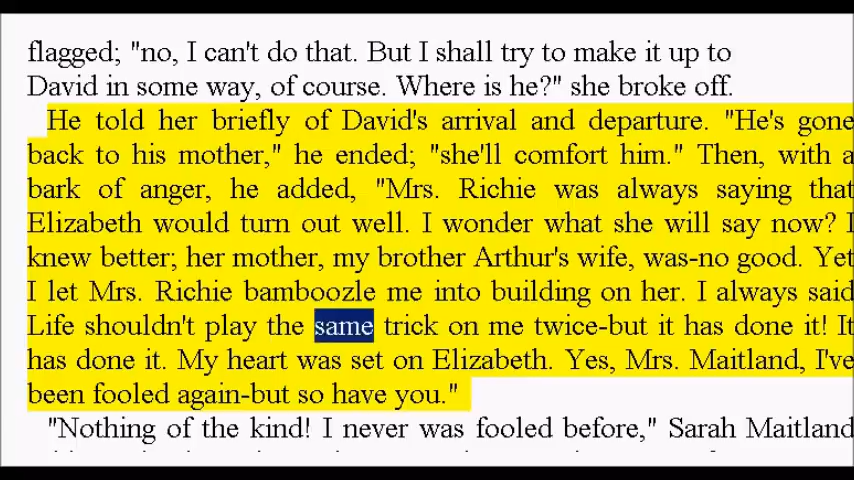 flagged; "no, I can't do that. But I shall try to make it up to
David in some way, of course. Where is he?" she broke off.
He told her briefly of David's arrival and departure. "He's gone
back to his mother," he ended; "she'll comfort him." Then, with a
bark of anger, he added, "Mrs. Richie was always saying that
Elizabeth would turn out well. I wonder what she will say now? I
knew better; her mother, my brother Arthur's wife, was-no good. Yet
I let Mrs. Richie bamboozle me into building on her. I always said
Life shouldn't play the same trick on me twice-but it has done it! It
has done it. My heart was set on Elizabeth. Yes, Mrs. Maitland, I've
been fooled again-but so have you."
"Nothing of the kind! I never was fooled before," Sarah Maitland